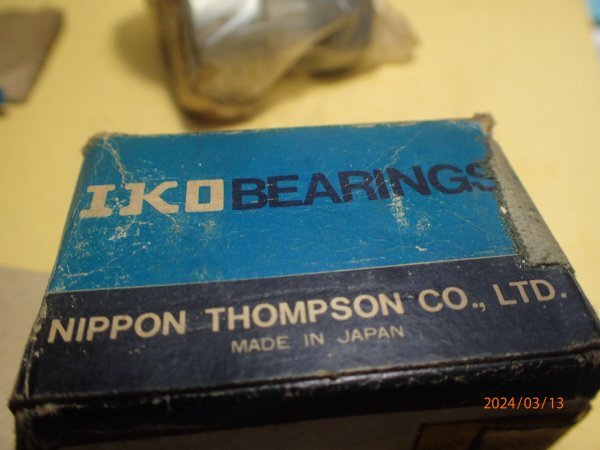 IKO BEARINGS
NIPPON THOMPSON CO., LTD.
MADE IN JAPAN
2024/03/13